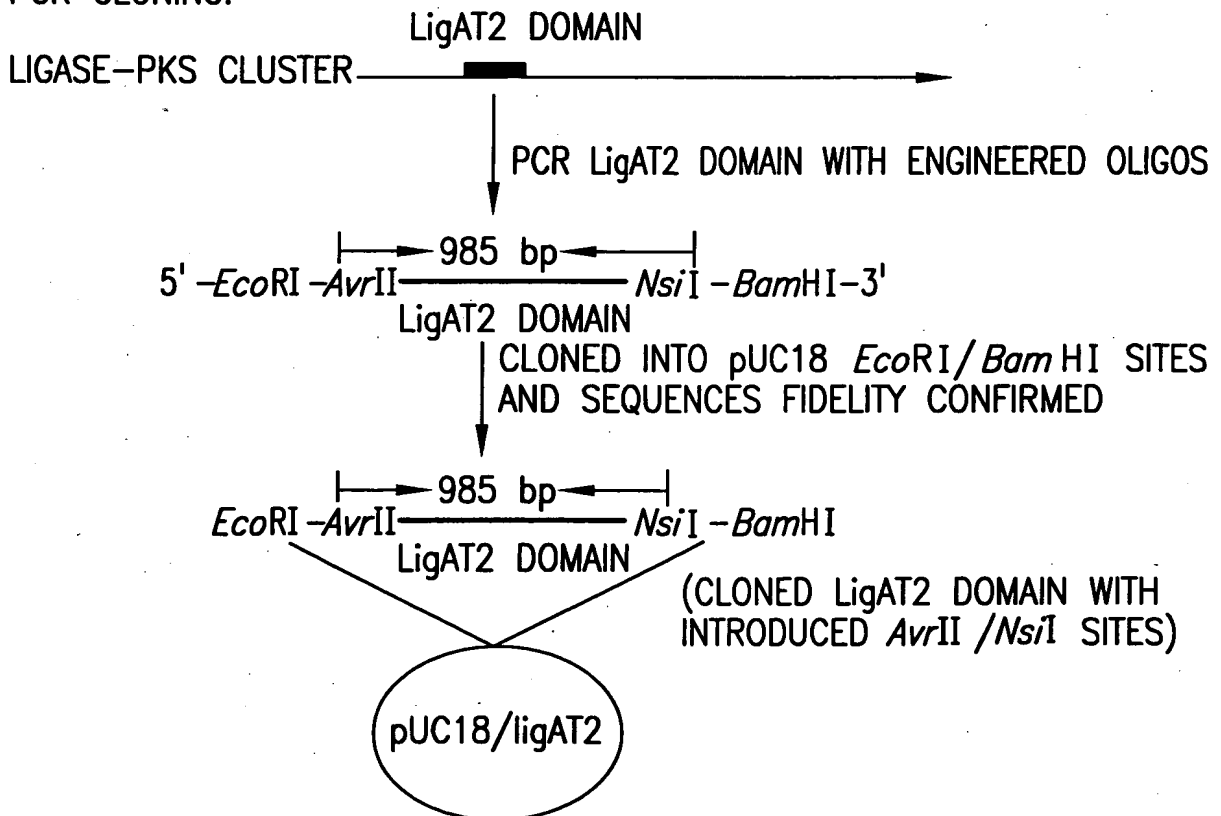 PCR CLONING:
LigAT2 DOMAIN
LIGASE-PKS CLUSTER
PCR LigAT2 DOMAIN WITH ENGINEERED OLIGOS
985 bp
5' -EcoRI -AvrII NsiI -BamHI-3'
LigAT2 DOMAIN
CLONED INTO pUC18 EcoRI/BamHI SITES
AND SEQUENCES FIDELITY CONFIRMED
985 bp
EcoRI -AvrII NsiI -BamHI
LigAT2 DOMAIN
(CLONED LigAT2 DOMAIN WITH
INTRODUCED AvrII /NsiI SITES)
pUC18/ligAT2